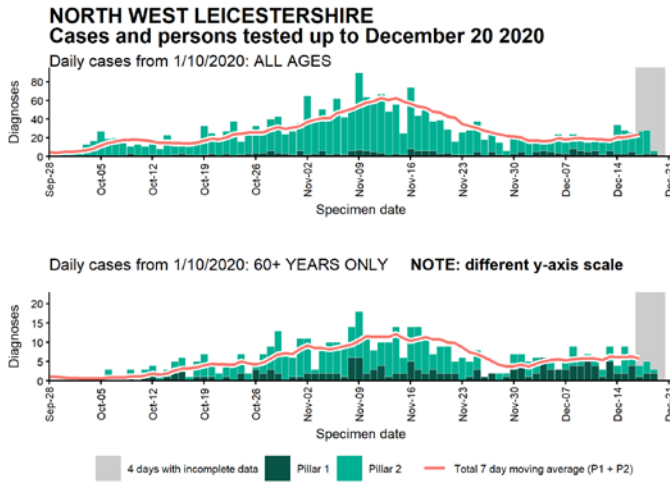 NORTH WEST LEICESTERSHIRE
Cases and persons tested up to December 20 2020
Daily cases from 1/10/2020: ALL AGES
Diagnoses
80
60
40
20
0
Sep-28
Oct-05
Oct-12
Oct-19
Oct-26
Nov-02
Nov-09
Nov-16
Nov-23
Nov-30
Dec-07
Dec-14
Dec-21
Specimen date
Daily cases from 1/10/2020: 60+ YEARS ONLY NOTE: different y-axis scale
Diagnoses
20
15
10
5
0
Sep-28
Oct-05
Oct-12
Oct-19
Oct-26
Nov-02
Nov-09
Nov-16
Nov-23
Nov-30
Dec-07
Dec-14
Dec-21
Specimen date
4 days with incomplete data Pillar 1 Pillar 2 Total 7 day moving average (P1 + P2)